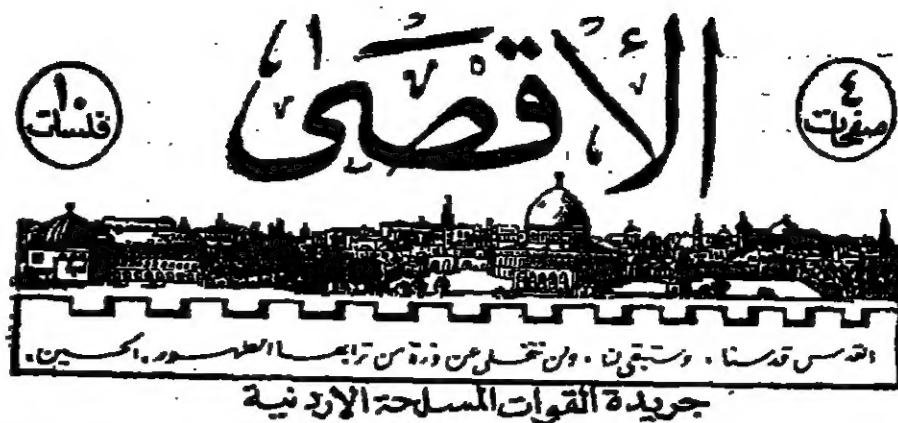 الأقصى
٤
صفحات
١٠
فلسات
القدس قدسنا، وستبقى لنا، ولن نتخلى عن ذرة من ترابها الطهور. الحسين.
جريدة القوات المسلحة الاردنية